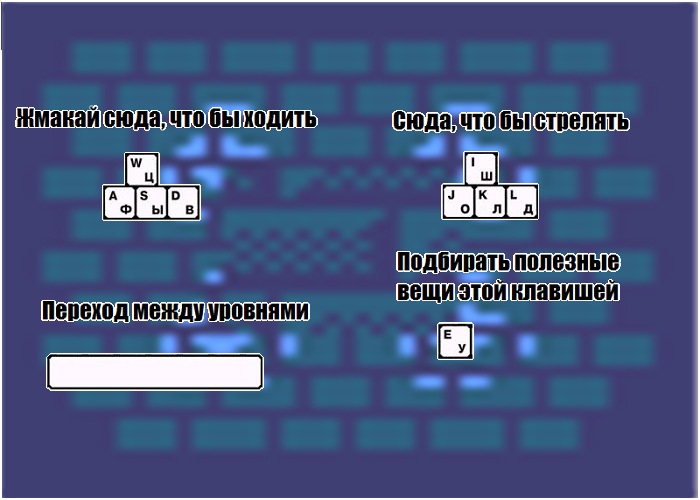 Жмакай сюда, что бы ходить
Сюда, что бы стрелять
W
Ц
I
Ш
A
Ф
S
Ы
D
В
J
О
K
Л
L
Д
Подбирать полезные
вещи этой клавишей
Переход между уровнями
E
У